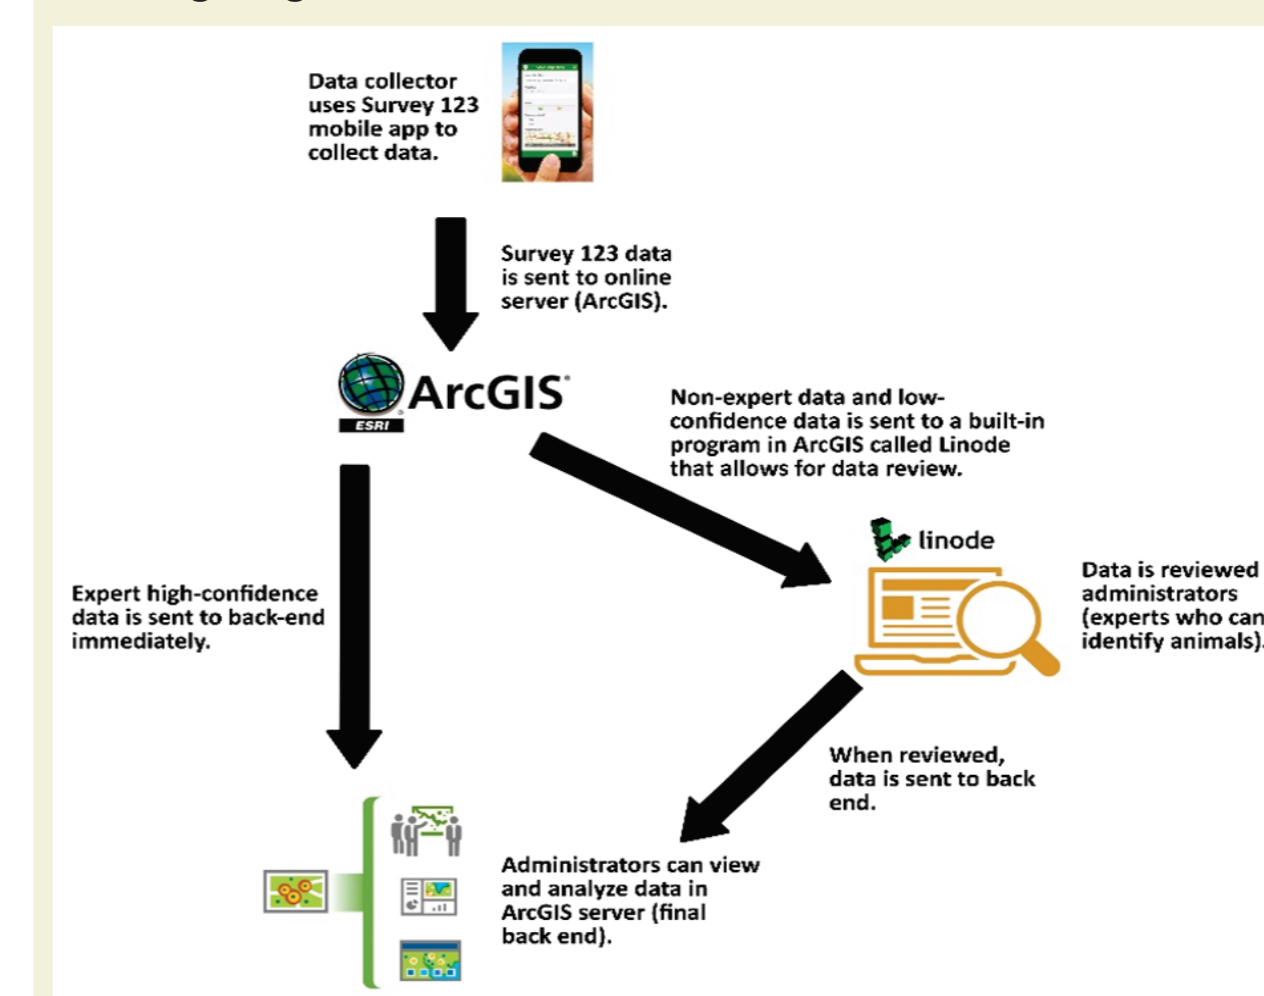 Data collector
uses Survey 123
mobile app to
collect data.
Survey 123 data
is sent to online
server (ArcGIS).
ArcGIS
ESRI
Non-expert data and low-
confidence data is sent to a built-in
program in ArcGIS called Linode
that allows for data review.
linode
Data is reviewed
administrators
(experts who can
identify animals).
Expert high-confidence
data is sent to back-end
immediately.
When reviewed,
data is sent to back
end.
Administrators can view
and analyze data in
ArcGIS server (final
back end).